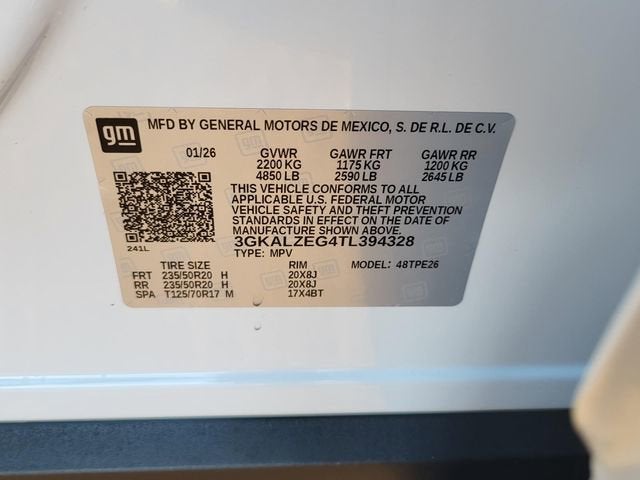 gm
MFD BY GENERAL MOTORS DE MEXICO, S. DE R.L. DE C.V.
01/26 GVWR GAWR FRT GAWR RR
2200 KG 1175 KG 1200 KG
4850 LB 2590 LB 2645 LB
THIS VEHICLE CONFORMS TO ALL
APPLICABLE U.S. FEDERAL MOTOR
VEHICLE SAFETY AND THEFT PREVENTION
STANDARDS IN EFFECT ON THE DATE OF
MANUFACTURE SHOWN ABOVE.
3GKALZEG4TL394328
241L
TYPE: MPV
TIRE SIZE RIM MODEL: 48TPE26
FRT 235/50R20 H 20X8J
RR 235/50R20 H 20X8J
SPA T125/70R17 M 17X4BT